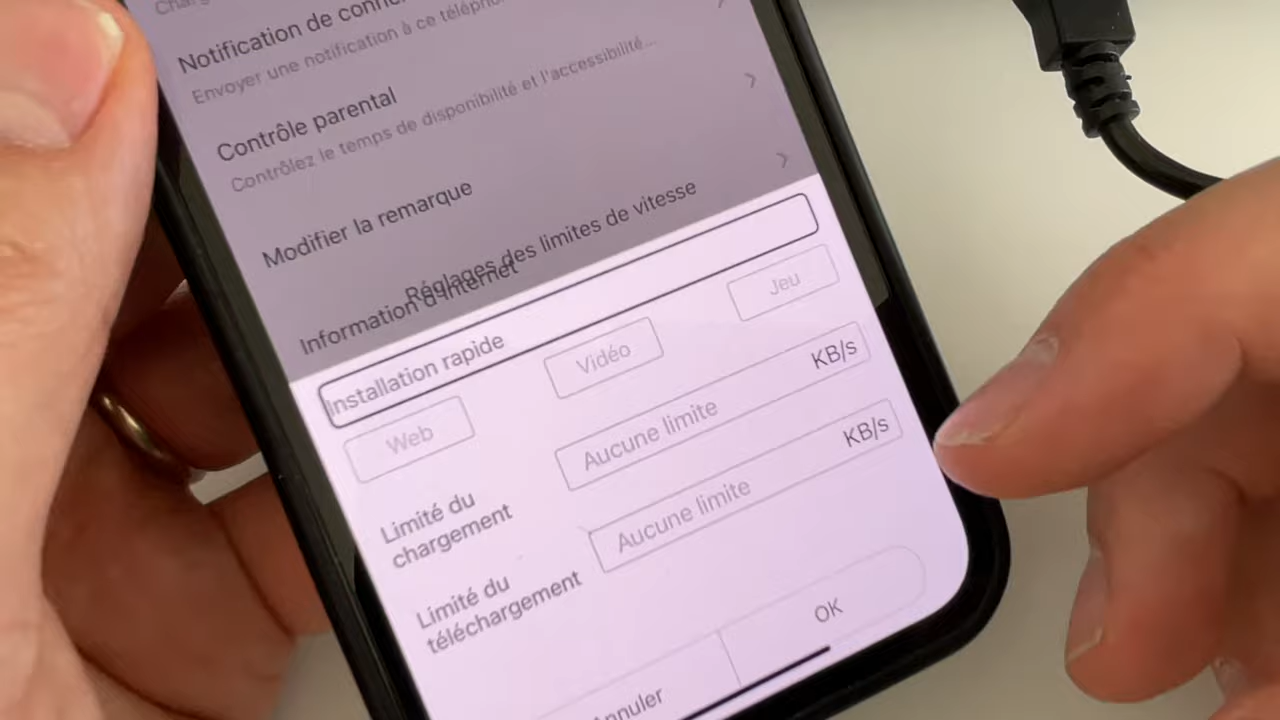 Notification de
Envoyer une notification à ce
Contrôle parental
Contrôlez le temps de disponibilité et l'accessibilité...
Modifier la remarque
Réglages des limites de vitesse
Information d'Internet
Installation rapide
Web
Vidéo
Jeu
Limité du
chargement
Aucune limite
KB/s
Limité du
téléchargement
Aucune limite
KB/s
Annuler
OK